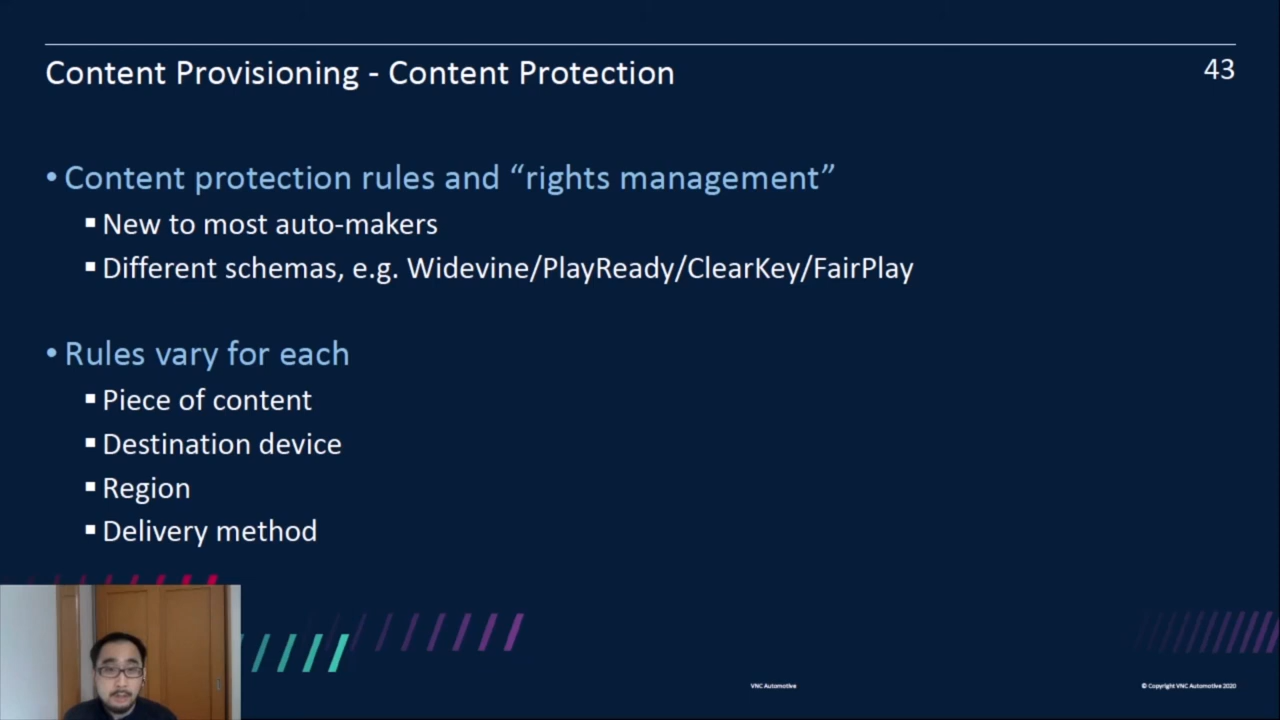 Content Provisioning - Content Protection
43
• Content protection rules and “rights management”
▪ New to most auto-makers
▪ Different schemas, e.g. Widevine/PlayReady/ClearKey/FairPlay
• Rules vary for each
▪ Piece of content
▪ Destination device
▪ Region
▪ Delivery method
VNC Automotive
© Copyright VNC Automotive 2020